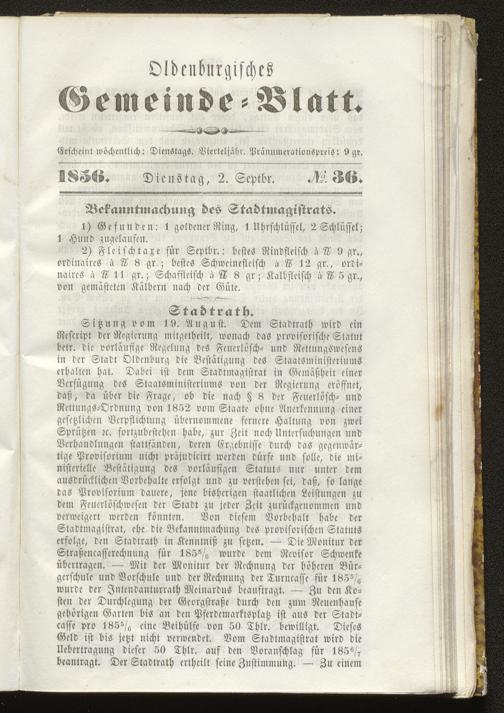 Oldenburgisches
Gemeinde-Blatt.
Erscheint wöchentlich: Dienstags. Vierteljähr. Pränumerationspreis: 9 gr.
1856. Dienstag, 2. Septbr. № 36.
Bekanntmachung des Stadtmagistrats.
1) Gefunden: 1 goldener Ring, 1 Uhrschlüssel, 2 Schlüssel;
1 Hund zugelaufen.
2) Fleischtaxe für Septbr.: bestes Rindfleisch à ℔ 9 gr.,
ordinaires à ℔ 8 gr.; bestes Schweinefleisch à ℔ 12 gr., ordi-
naires à ℔ 11 gr.; Schaffleisch à ℔ 8 gr; Kalbfleisch à ℔ 5 gr.,
von gemästeten Kälbern nach der Güte.
Stadtrath.
Sitzung vom 19. August. Dem Stadtrath wird ein
Rescript der Regierung mitgetheilt, wonach das provisorische Statut
betr. die vorläufige Regelung des Feuerlösch- und Rettungswesens
in der Stadt Oldenburg die Bestätigung des Staatsministeriums
erhalten hat. Dabei ist dem Stadtmagistrat in Gemäßheit einer
Verfügung des Staatsministeriums von der Regierung eröffnet,
daß, da über die Frage, ob die nach § 8 der Feuerlösch- und
Rettungs-Ordnung von 1852 vom Staate ohne Anerkennung einer
gesetzlichen Verpflichtung übernommene fernere Haltung von zwei
Sprützen ꝛc. fortzubestehen habe, zur Zeit noch Untersuchungen und
Verhandlungen stattfänden, deren Ergebnisse durch das gegenwär-
tige Provisorium nicht präjudicirt werden dürfe und solle, die mi-
nisterielle Bestätigung des vorläufigen Statuts nur unter dem
ausdrücklichen Vorbehalte erfolgt und zu verstehen sei, daß, so lange
das Provisorium dauere, jene bisherigen staatlichen Leistungen zu
dem Feuerlöschwesen der Stadt zu jeder Zeit zurückgenommen und
verweigert werden könnten. Von diesem Vorbehalt habe der
Stadtmagistrat, ehe die Bekanntmachung des provisorischen Statuts
erfolge, den Stadtrath in Kenntniß zu setzen. — Die Monitur der
Straßencasserechnung für 185⁵/₆ wurde dem Revisor Schwenke
übertragen. — Mit der Monitur der Rechnung der höheren Bür-
gerschule und Vorschule und der Rechnung der Turncasse für 185⁵/₆
wurde der Intendanturrath Meinardus beauftragt. — Zu den Ko-
sten der Durchlegung der Georgstraße durch den zum Neuenhause
gehörigen Garten bis an den Pferdemarktsplatz ist aus der Stadt-
casse pro 185⁵/₆ eine Beihülfe von 50 Thlr. bewilligt. Dieses
Geld ist bis jetzt nicht verwendet. Vom Stadtmagistrat wird die
Uebertragung dieser 50 Thlr. auf den Voranschlag für 185⁶/₇
beantragt. Der Stadtrath ertheilt seine Zustimmung. — Zu einem